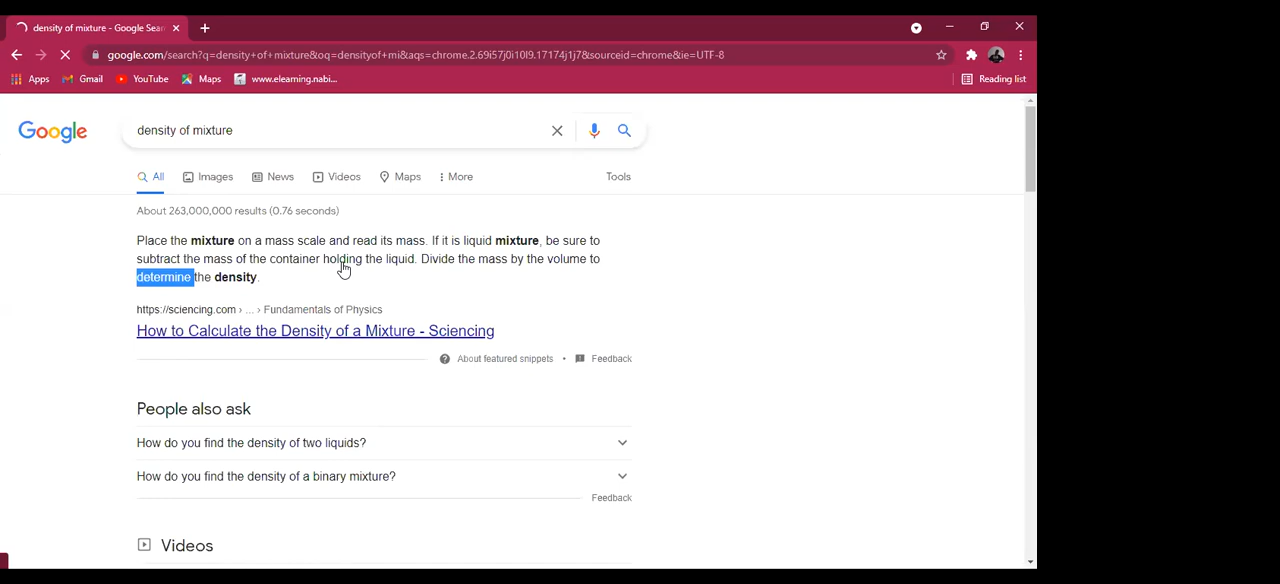 density of mixture - Google Sear
google.com/search?q=density+of+mixture&oq=densityof+mi&aqs=chrome.2.69i57j0i10l9.17174j1j7&sourceid=chrome&ie=UTF-8
Apps Gmail YouTube Maps www.elearning.nabi... Reading list
Google density of mixture
All Images News Videos Maps More Tools
About 263,000,000 results (0.76 seconds)
Place the mixture on a mass scale and read its mass. If it is liquid mixture, be sure to
subtract the mass of the container holding the liquid. Divide the mass by the volume to
determine the density.
https://sciencing.com › ... › Fundamentals of Physics
How to Calculate the Density of a Mixture - Sciencing
About featured snippets • Feedback
People also ask
How do you find the density of two liquids?
How do you find the density of a binary mixture?
Feedback
Videos